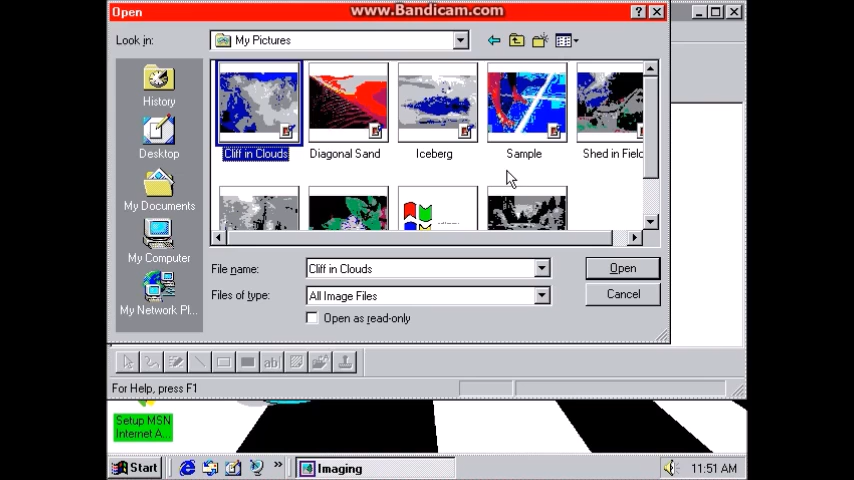 www.Bandicam.com
Open
Look in:
My Pictures
History
Desktop
My Documents
My Computer
My Network Pl...
Cliff in Clouds
Diagonal Sand
Iceberg
Sample
Shed in Field
File name:
Cliff in Clouds
Open
Files of type:
All Image Files
Cancel
Open as read-only
ab
For Help, press F1
Setup MSN
Internet A...
Start
»
Imaging
11:51 AM